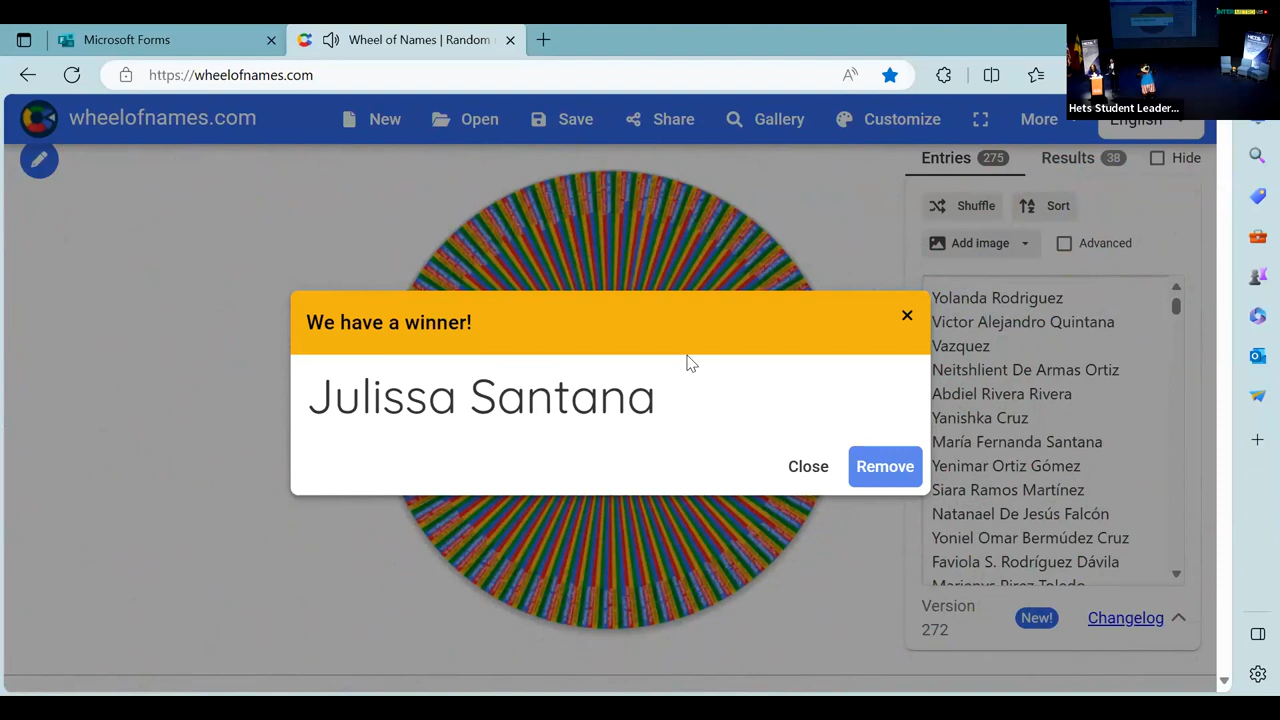 Microsoft Forms
Wheel of Names | Random
https://wheelofnames.com
Hets Student Leader...
wheelofnames.com
New
Open
Save
Share
Gallery
Customize
More
English
Entries 275
Results 38
Hide
Shuffle
Sort
Add image
Advanced
We have a winner!
Julissa Santana
Close
Remove
Yolanda Rodriguez
Victor Alejandro Quintana
Vazquez
Neitshlient De Armas Ortiz
Abdiel Rivera Rivera
Yanishka Cruz
María Fernanda Santana
Yenimar Ortiz Gómez
Siara Ramos Martínez
Natanael De Jesús Falcón
Yoniel Omar Bermúdez Cruz
Faviola S. Rodríguez Dávila
Version
272
New!
Changelog